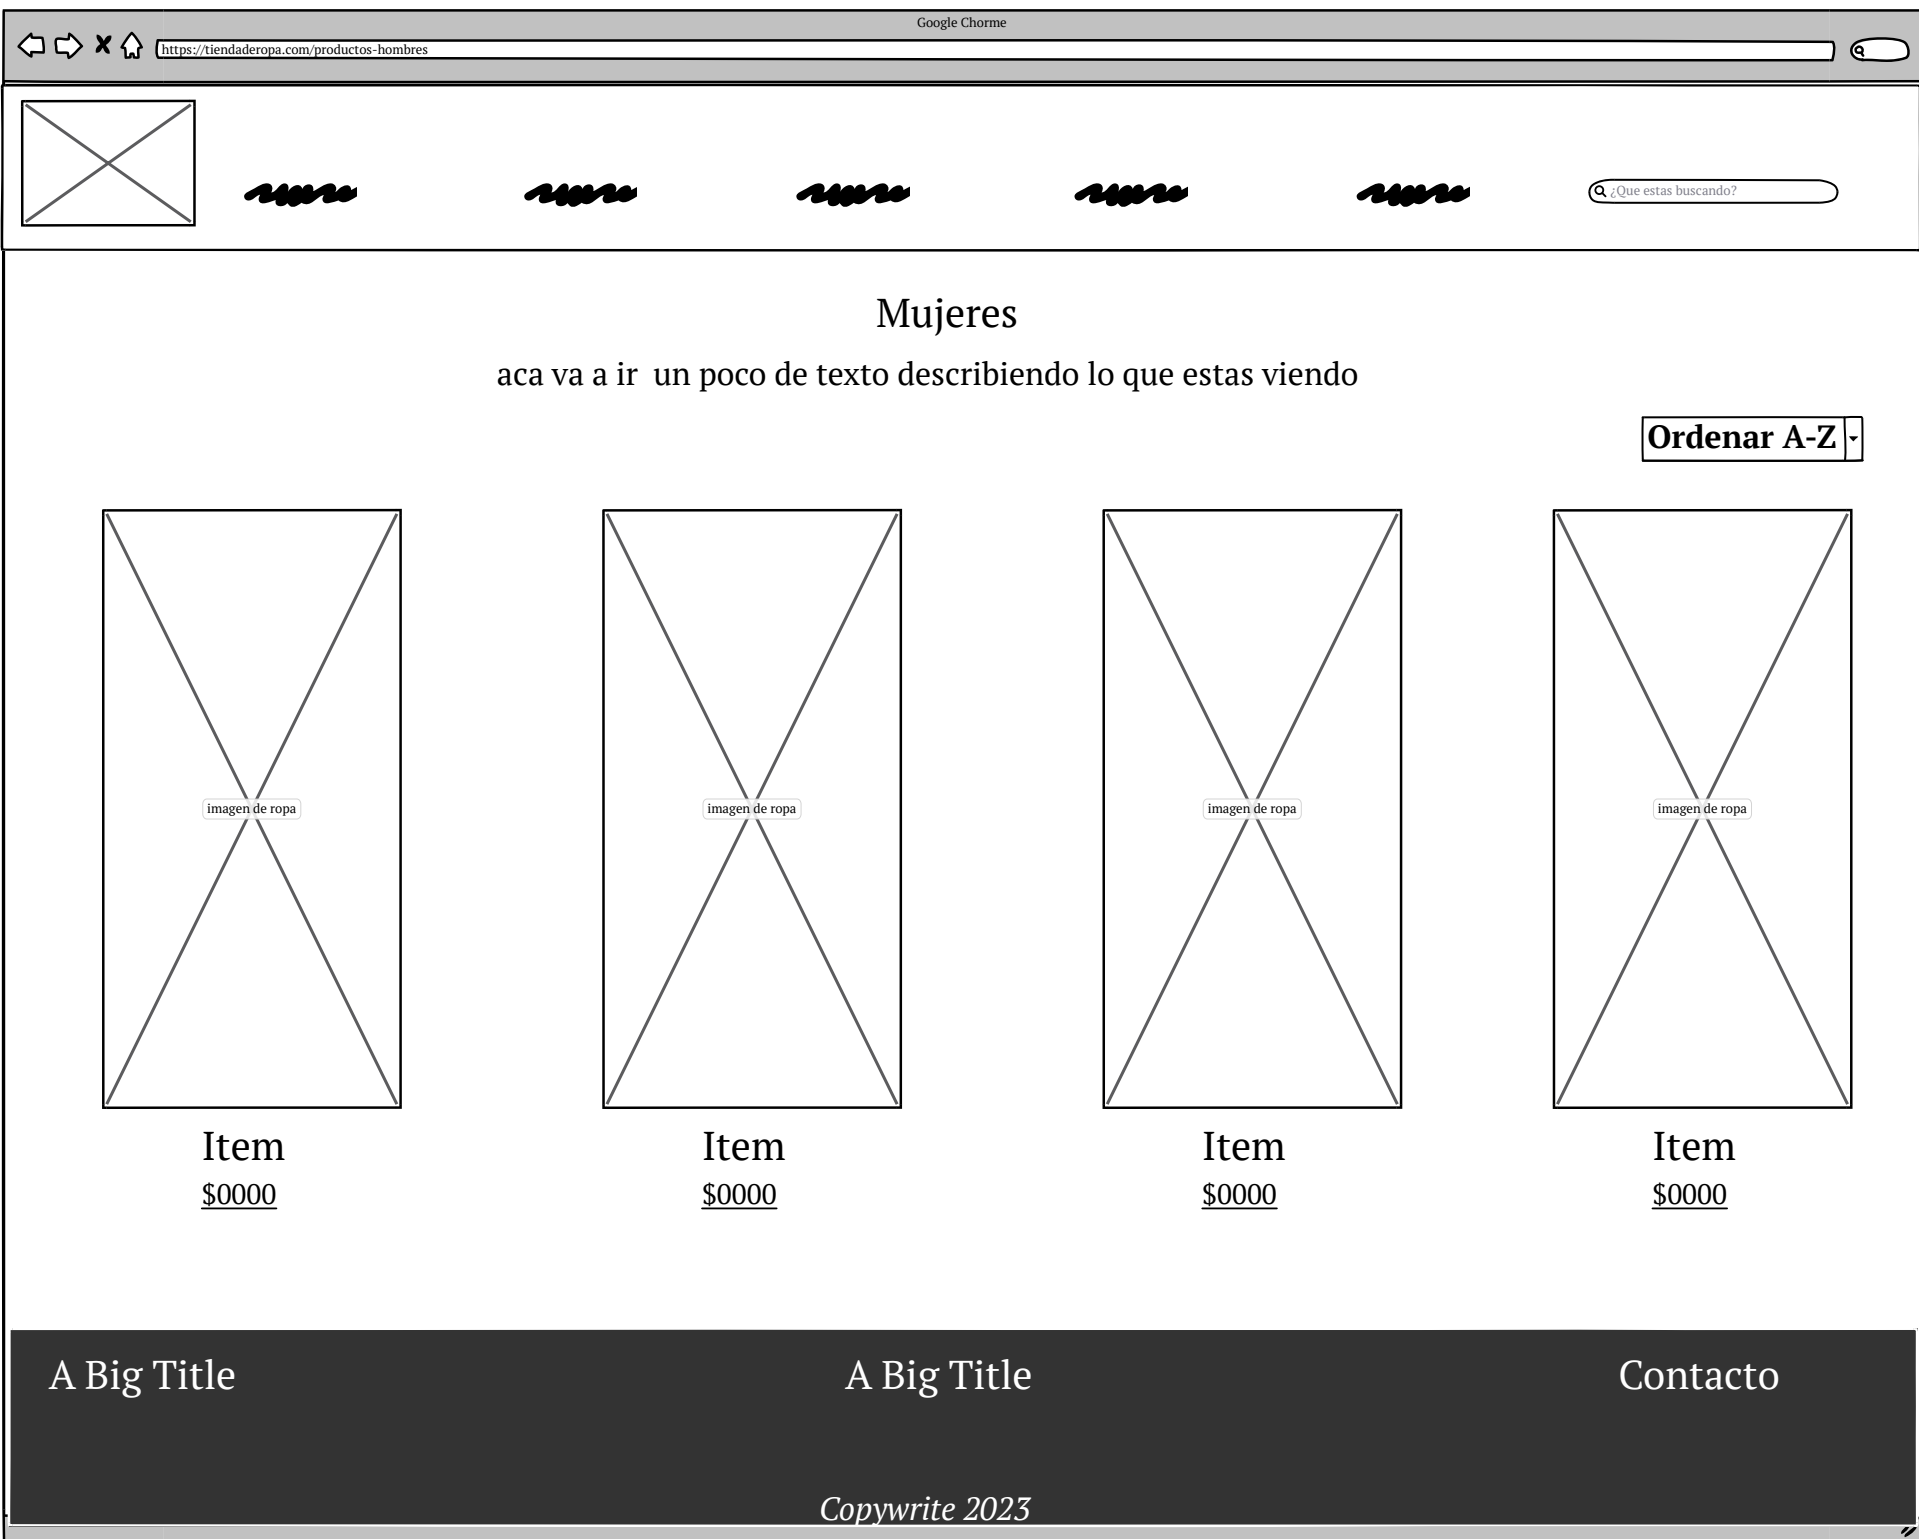 Google Chorme
https://tiendaderopa.com/productos-hombres
¿Que estas buscando?
Mujeres
aca va a ir  un poco de texto describiendo lo que estas viendo
Ordenar A-Z
imagen de ropa
imagen de ropa
imagen de ropa
imagen de ropa
Item
Item
Item
Item
$0000
$0000
$0000
$0000
A Big Title
A Big Title
Contacto
Copywrite 2023